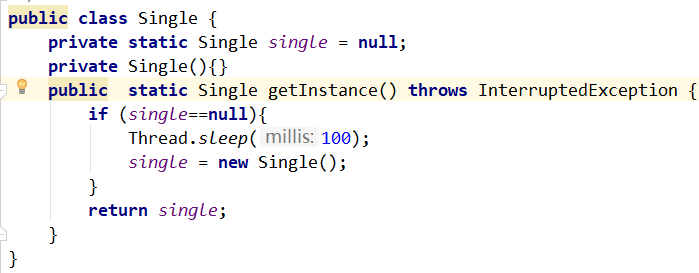 public class Single {
    private static Single single = null;
    private Single(){}
    public  static Single getInstance() throws InterruptedException {
        if (single==null){
            Thread.sleep( millis: 100);
            single = new Single();
        }
        return single;
    }
}